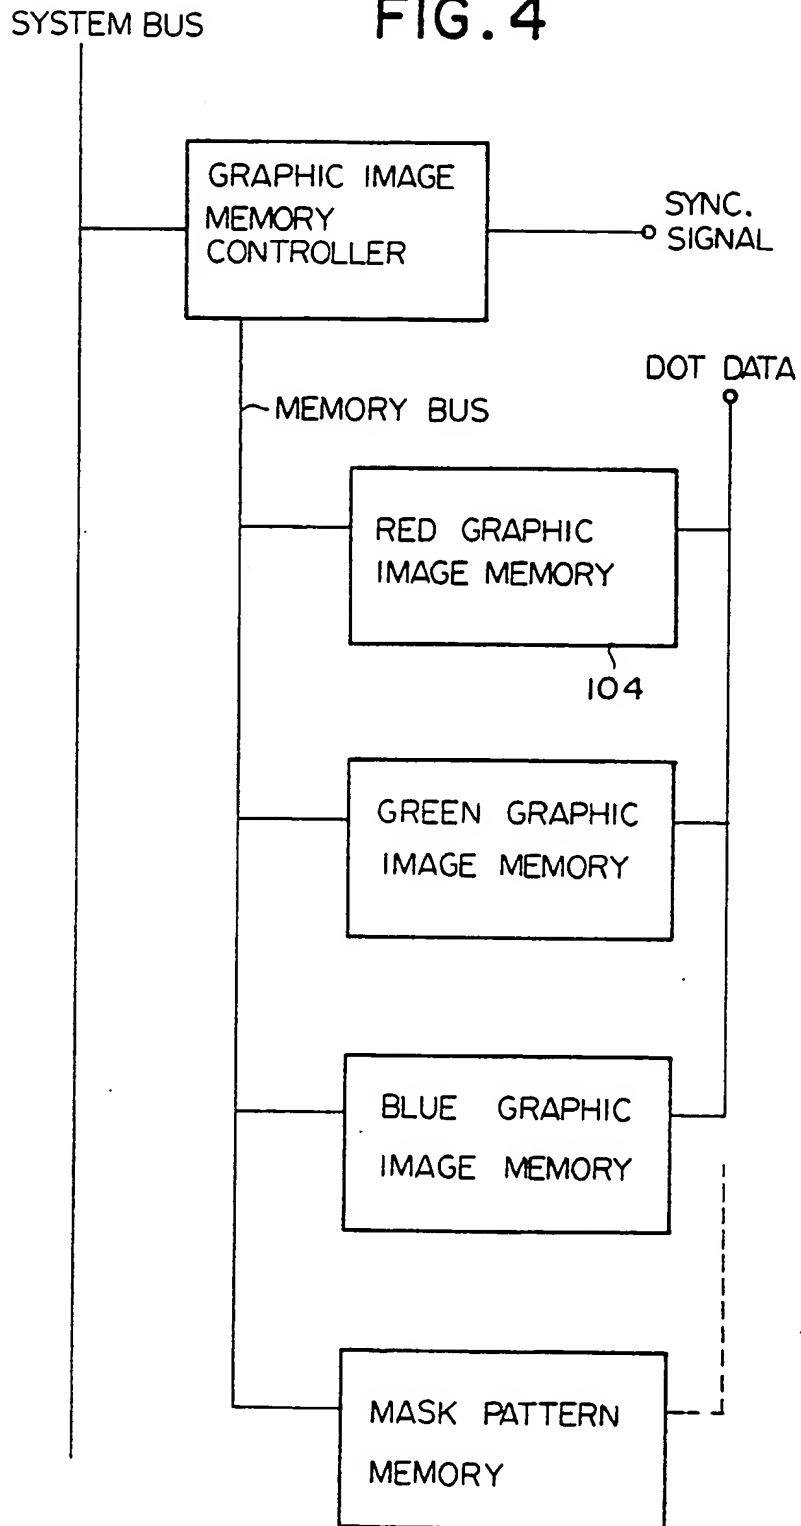 SYSTEM BUS
FIG. 4
GRAPHIC IMAGE
MEMORY
CONTROLLER
SYNC.
SIGNAL
DOT DATA
MEMORY BUS
RED GRAPHIC
IMAGE MEMORY
104
GREEN GRAPHIC
IMAGE MEMORY
BLUE GRAPHIC
IMAGE MEMORY
MASK PATTERN
MEMORY